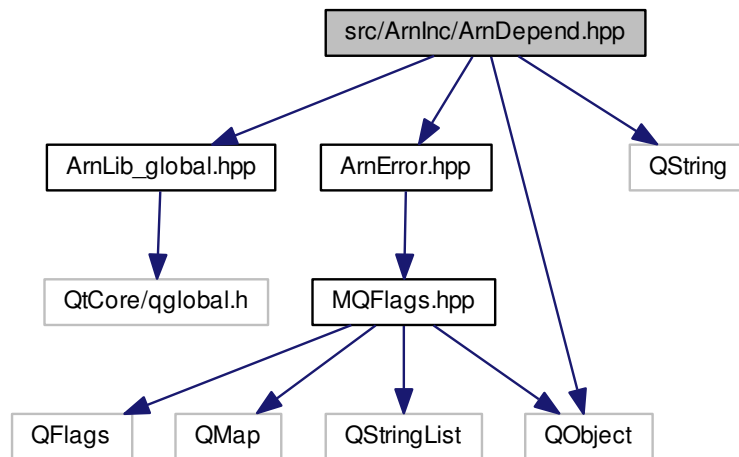 src/ArnInc/ArnDepend.hpp
ArnLib_global.hpp
ArnError.hpp
QString
QtCore/qglobal.h
MQFlags.hpp
QFlags
QMap
QStringList
QObject